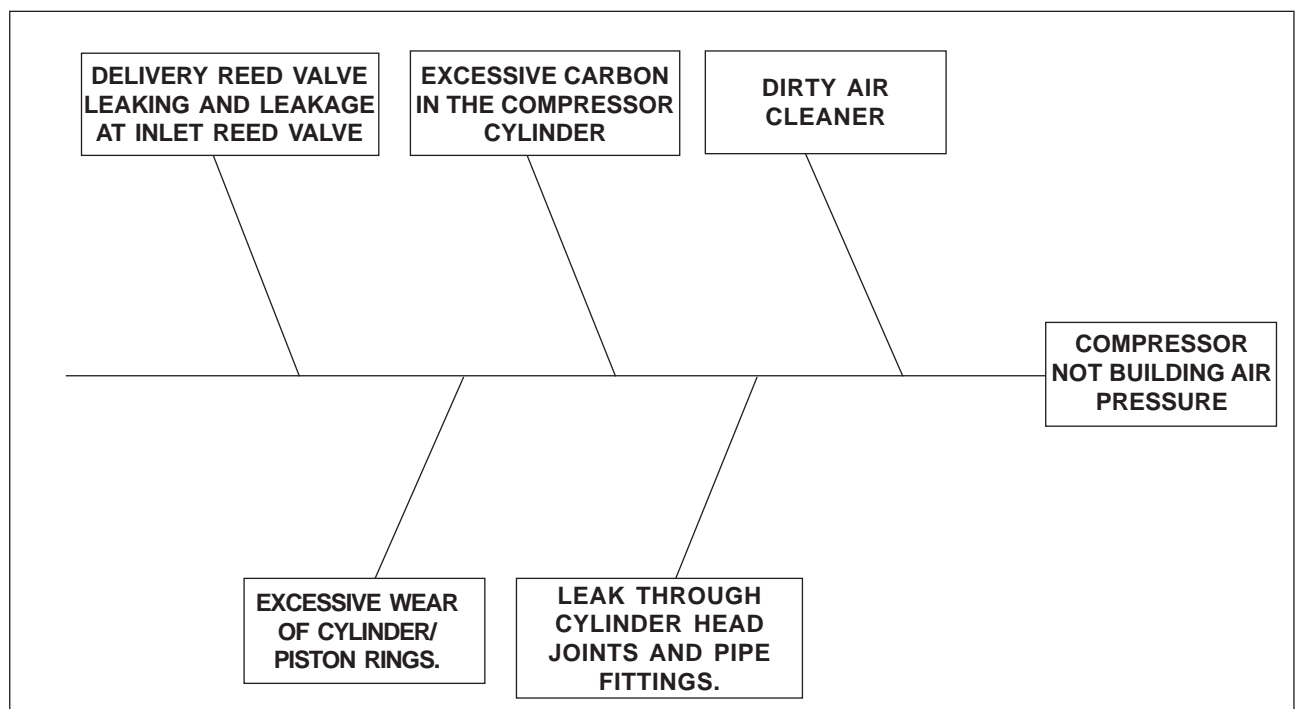 DELIVERY REED VALVE
LEAKING AND LEAKAGE
AT INLET REED VALVE
EXCESSIVE CARBON
IN THE COMPRESSOR
CYLINDER
DIRTY AIR
CLEANER
COMPRESSOR
NOT BUILDING AIR
PRESSURE
EXCESSIVE WEAR
OF CYLINDER/
PISTON RINGS.
LEAK THROUGH
CYLINDER HEAD
JOINTS AND PIPE
FITTINGS.